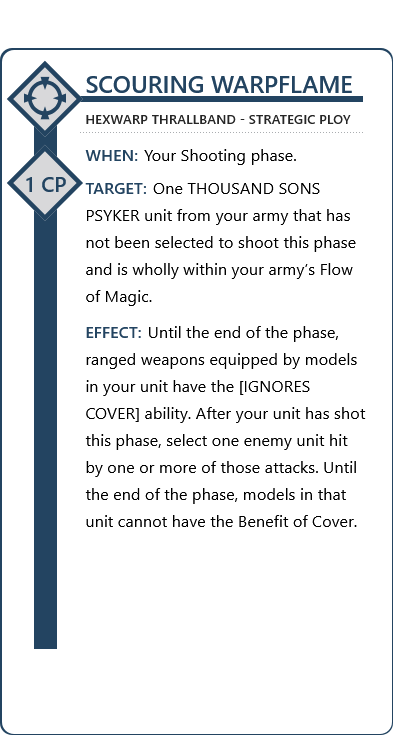 SCOURING WARPFLAME
HEXWARP THRALLBAND - STRATEGIC PLOY
1 CP
WHEN: Your Shooting phase.
TARGET: One THOUSAND SONS
PSYKER unit from your army that has
not been selected to shoot this phase
and is wholly within your army’s Flow
of Magic.
EFFECT: Until the end of the phase,
ranged weapons equipped by models
in your unit have the [IGNORES
COVER] ability. After your unit has shot
this phase, select one enemy unit hit
by one or more of those attacks. Until
the end of the phase, models in that
unit cannot have the Benefit of Cover.